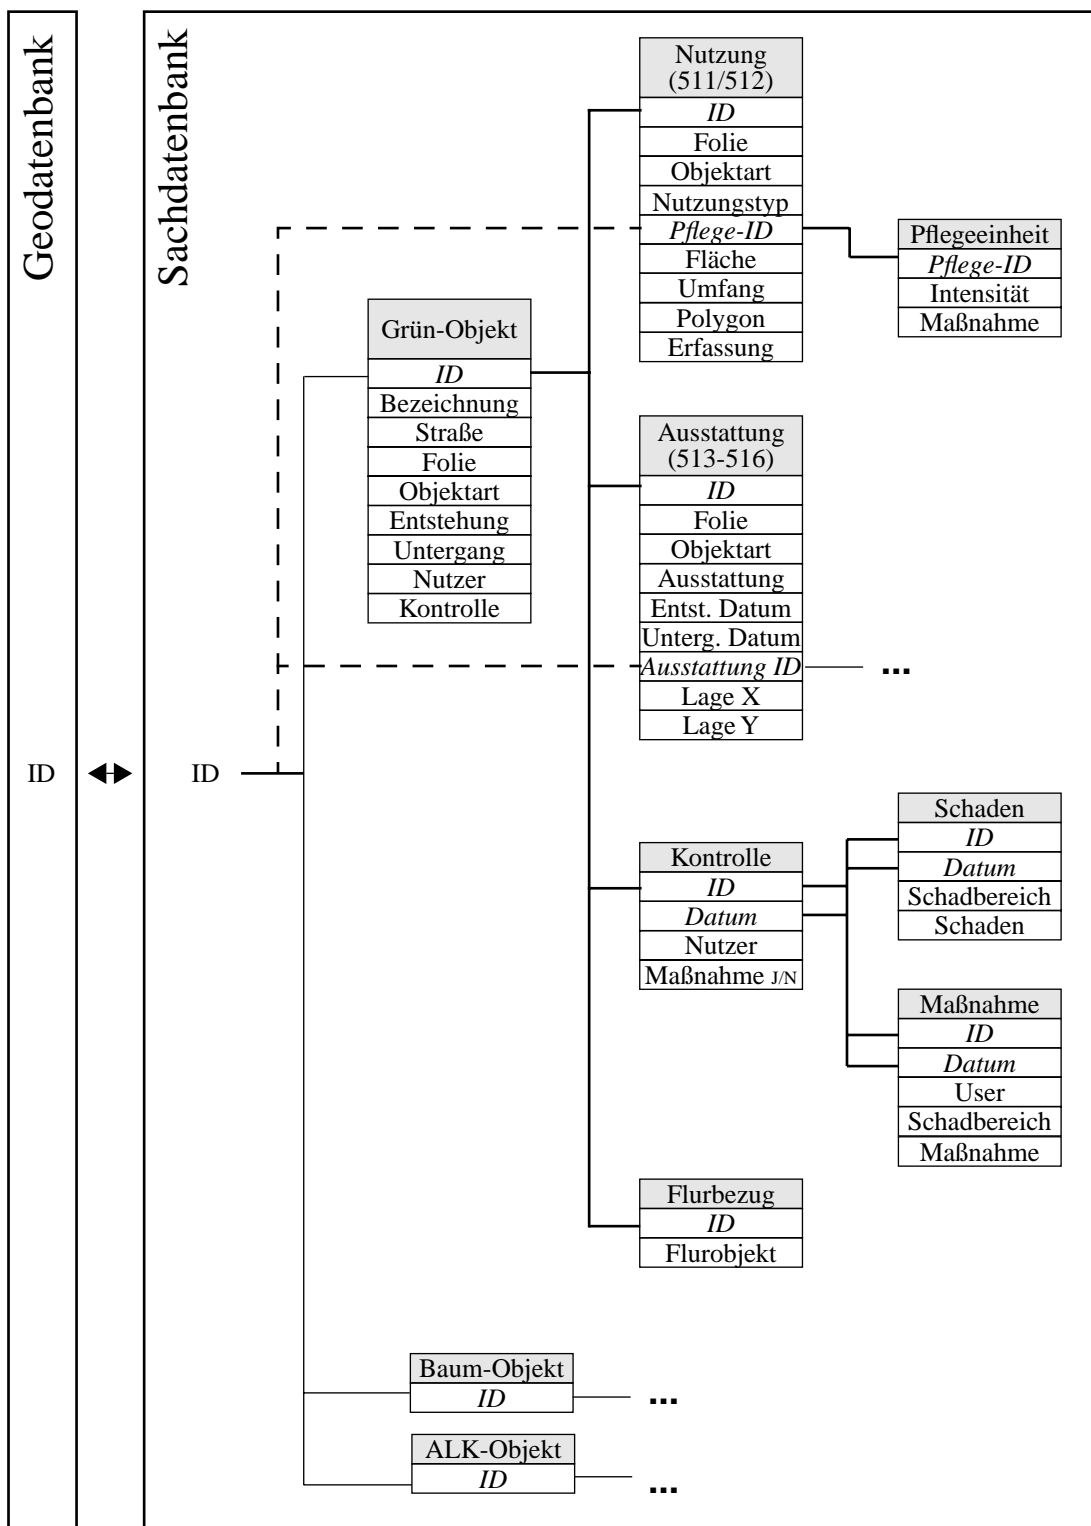 Geodatenbank
ID
Sachdatenbank
ID
Grün-Objekt
ID
Bezeichnung
Straße
Folie
Objektart
Entstehung
Untergang
Nutzer
Kontrolle
Nutzung
(511/512)
ID
Folie
Objektart
Nutzungstyp
Pflege-ID
Fläche
Umfang
Polygon
Erfassung
Pflegeeinheit
Pflege-ID
Intensität
Maßnahme
Ausstattung
(513-516)
ID
Folie
Objektart
Ausstattung
Entst. Datum
Unterg. Datum
Ausstattung ID
...
Lage X
Lage Y
Kontrolle
ID
Datum
Nutzer
Maßnahme J/N
Schaden
ID
Datum
Schadbereich
Schaden
Maßnahme
ID
Datum
User
Schadbereich
Maßnahme
Flurbezug
ID
Flurobjekt
Baum-Objekt
ID
...
ALK-Objekt
ID
...